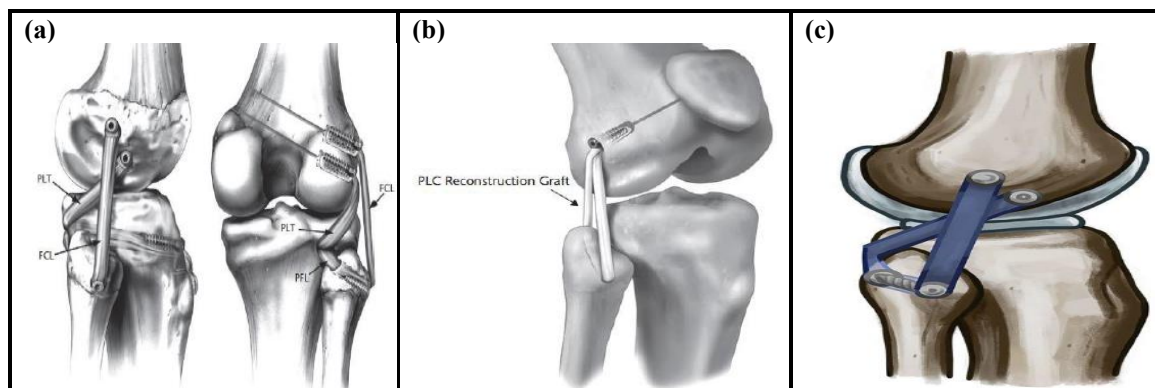 (a)
PLT
FCL
PLT
PFL
FCL
(b)
PLC Reconstruction Graft
(c)